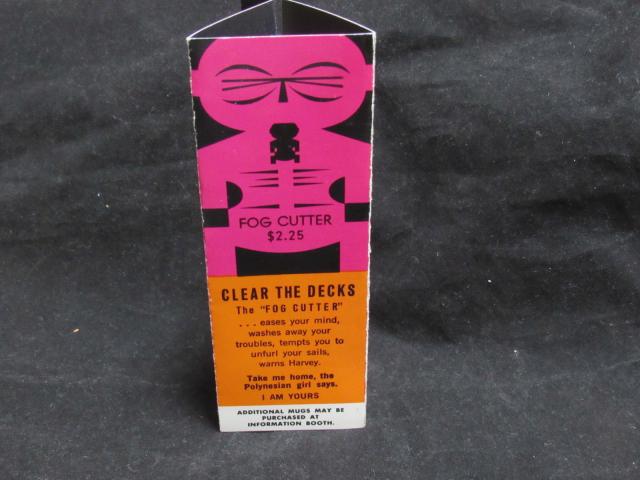 FOG CUTTER
$2.25
CLEAR THE DECKS
The "FOG CUTTER"
... eases your mind,
washes away your
troubles, tempts you to
unfurl your sails,
warns Harvey.
Take me home, the
Polynesian girl says.
I AM YOURS
ADDITIONAL MUGS MAY BE
PURCHASED AT
INFORMATION BOOTH.